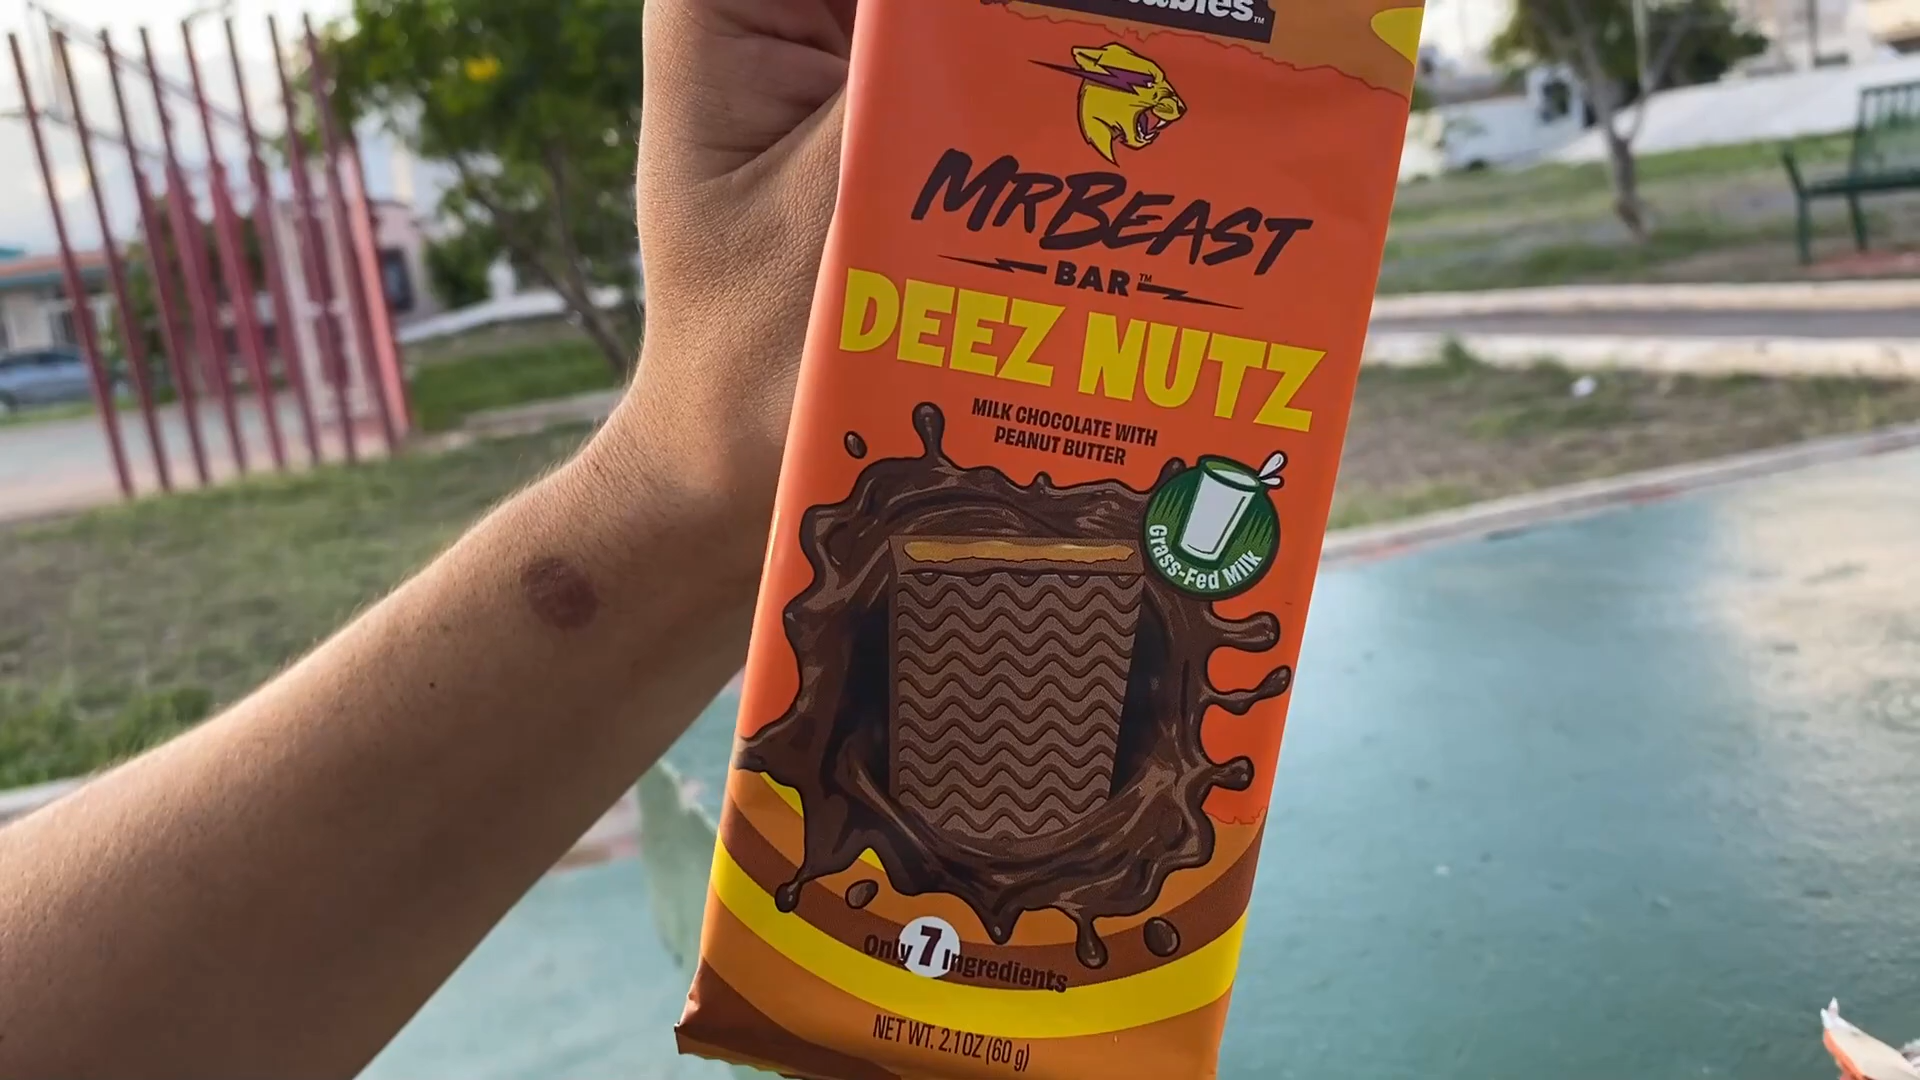 MRBEAST
BAR™
DEEZ NUTZ
MILK CHOCOLATE WITH
PEANUT BUTTER
Grass-Fed Milk
Only 7 Ingredients
NET WT. 2.1OZ (60 g)